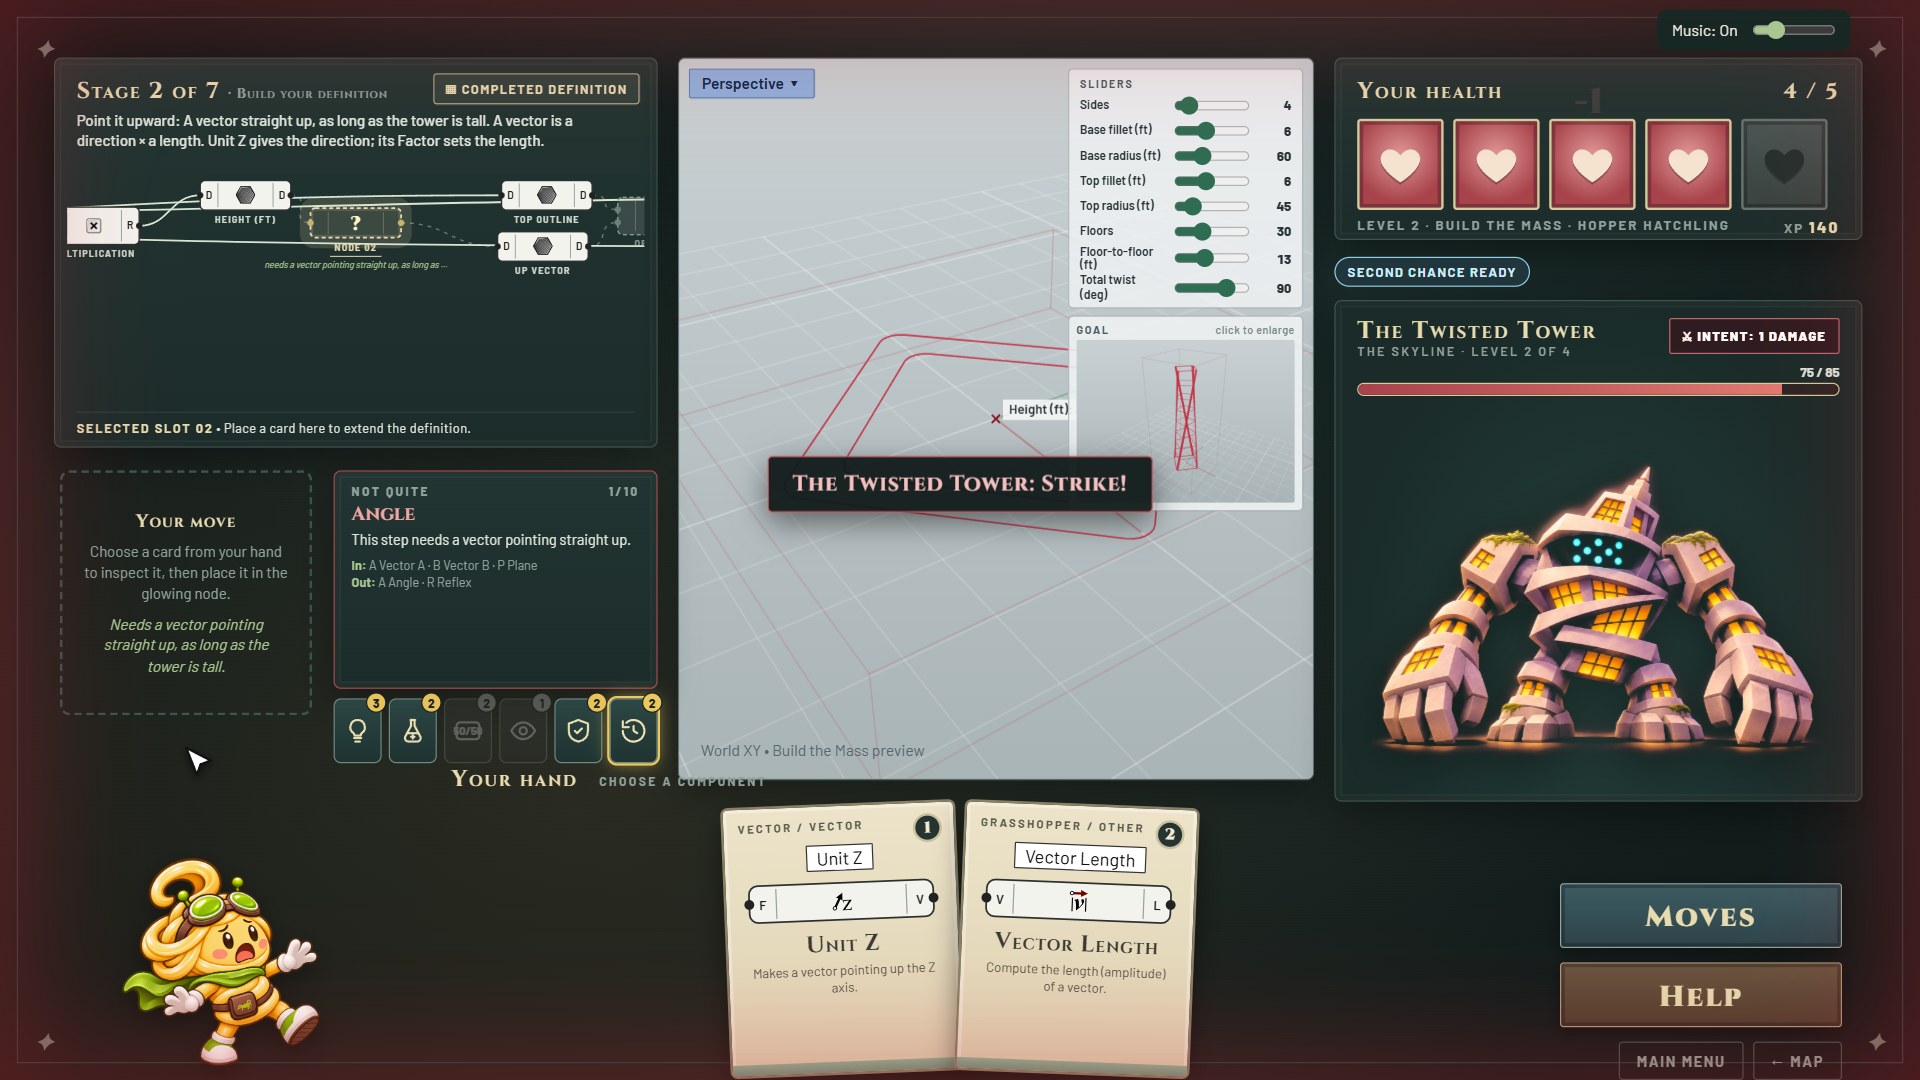 Music: On
STAGE 2 OF 7 · BUILD YOUR DEFINITION
COMPLETED DEFINITION
Point it upward: A vector straight up, as long as the tower is tall. A vector is a
direction × a length. Unit Z gives the direction; its Factor sets the length.
R
LTIPLICATION
D D
HEIGHT (FT)
?
NODE 02
needs a vector pointing straight up, as long as ...
D D
TOP OUTLINE
D D
UP VECTOR
SELECTED SLOT 02 • Place a card here to extend the definition.
YOUR MOVE
Choose a card from your hand
to inspect it, then place it in the
glowing node.
Needs a vector pointing
straight up, as long as the
tower is tall.
NOT QUITE 1/10
ANGLE
This step needs a vector pointing straight up.
In: A Vector A · B Vector B · P Plane
Out: A Angle · R Reflex
3 2 2 1 2 2
50/50
YOUR HAND CHOOSE A COMPONENT
Perspective ▼
SLIDERS
Sides 4
Base fillet (ft) 6
Base radius (ft) 60
Top fillet (ft) 6
Top radius (ft) 45
Floors 30
Floor-to-floor
(ft) 13
Total twist
(deg) 90
GOAL click to enlarge
Height (ft)
THE TWISTED TOWER: STRIKE!
World XY • Build the Mass preview
YOUR HEALTH -1 4 / 5
LEVEL 2 · BUILD THE MASS · HOPPER HATCHLING XP 140
SECOND CHANCE READY
THE TWISTED TOWER
THE SKYLINE · LEVEL 2 OF 4
INTENT: 1 DAMAGE
75 / 85
VECTOR / VECTOR 1
Unit Z
F Z V
UNIT Z
Makes a vector pointing up the Z
axis.
GRASSHOPPER / OTHER 2
Vector Length
V |V| L
VECTOR LENGTH
Compute the length (amplitude)
of a vector.
MOVES
HELP
MAIN MENU
← MAP